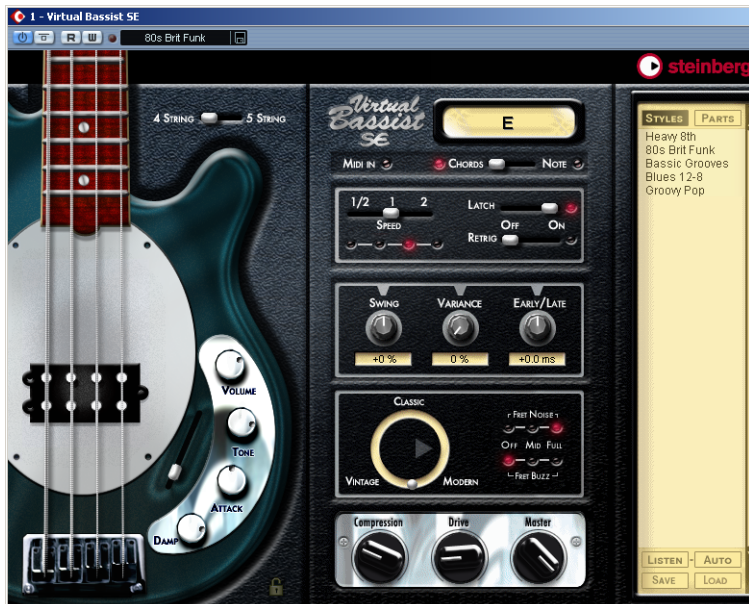 1 - Virtual Bassist SE
R W 80s Brit Funk
steinberg
4 STRING 5 STRING
Virtual
Bassist
SE
E
MIDI IN CHORDS NOTE
1/2 1 2
SPEED
LATCH
OFF ON
RETRIG
SWING VARIANCE EARLY/LATE
+0 % 0 % +0.0 ms
CLASSIC
VINTAGE MODERN
FRET NOISE
OFF MID FULL
FRET BUZZ
Compression Drive Master
VOLUME
TONE
ATTACK
DAMP
STYLES PARTS
Heavy 8th
80s Brit Funk
Bassic Grooves
Blues 12-8
Groovy Pop
LISTEN - AUTO
SAVE LOAD